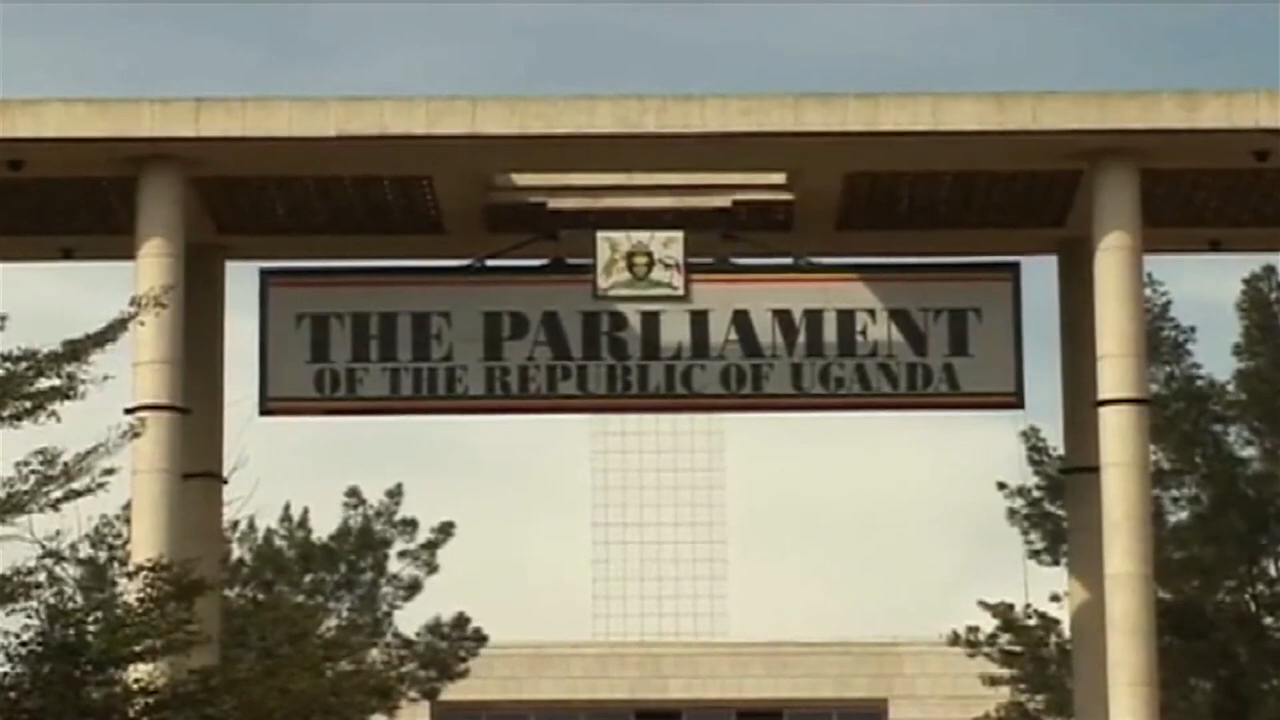 THE PARLIAMENT
OF THE REPUBLIC OF UGANDA